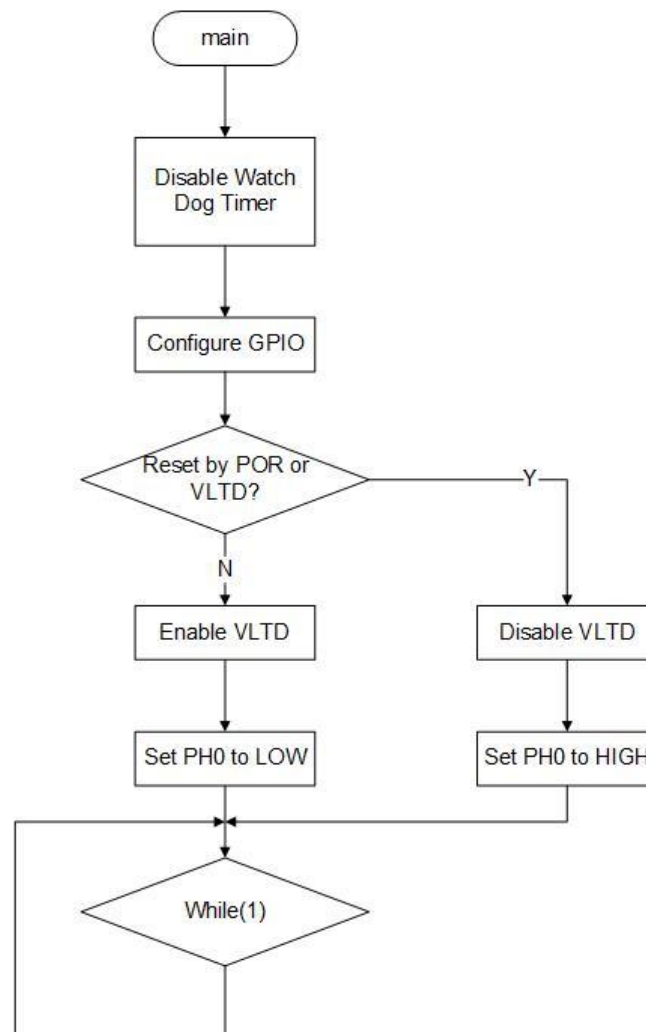 main
Disable Watch
Dog Timer
Configure GPIO
Reset by POR or
VLTD?
Y
N
Enable VLTD
Disable VLTD
Set PH0 to LOW
Set PH0 to HIGH
While(1)